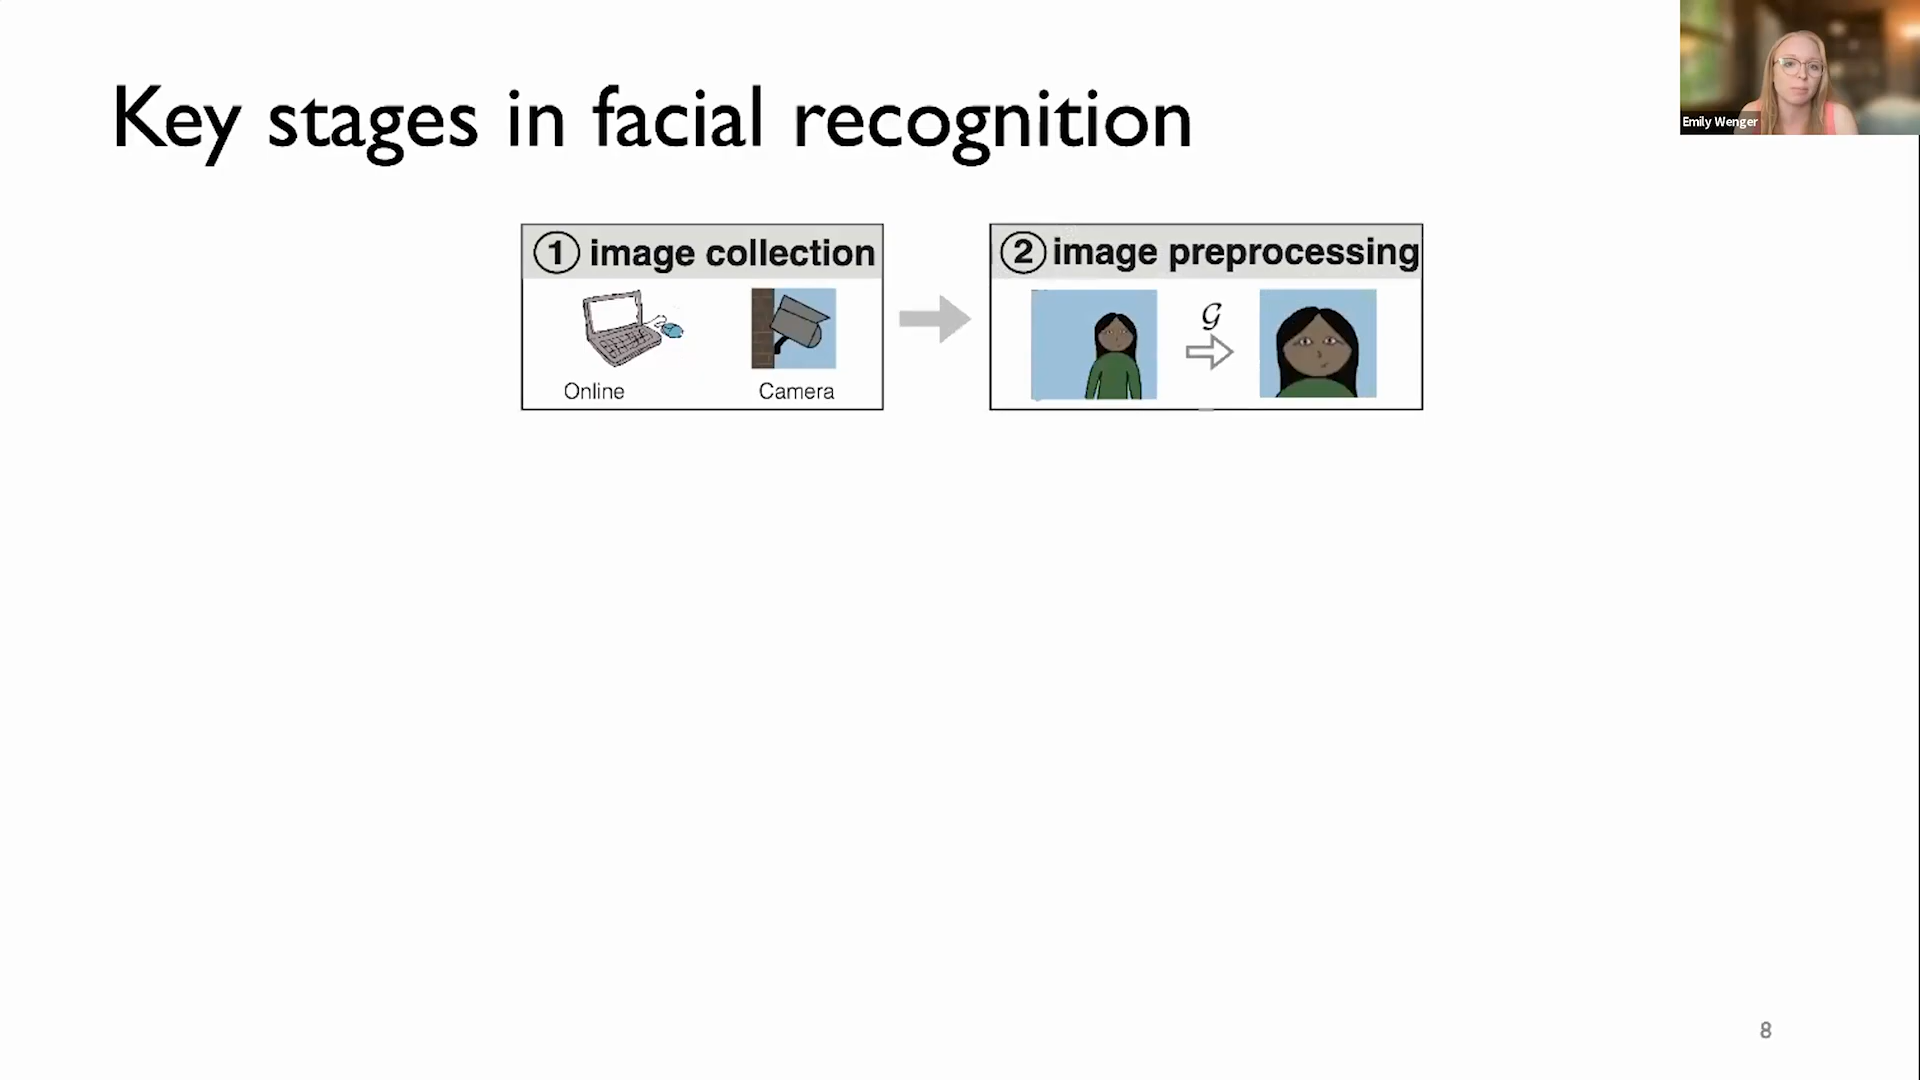 Key stages in facial recognition
Emily Wenger
① image collection
② image preprocessing
𝒢
Online
Camera
8